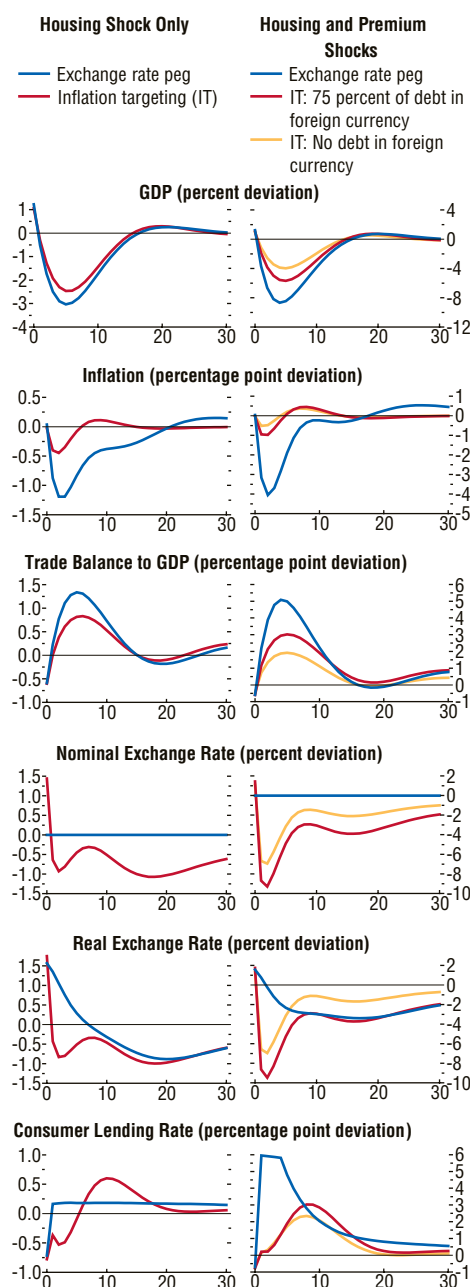 Housing Shock Only
Exchange rate peg
Inflation targeting (IT)
Housing and Premium
Shocks
Exchange rate peg
IT: 75 percent of debt in
foreign currency
IT: No debt in foreign
currency
GDP (percent deviation)
1
0
-1
-2
-3
-4
0 10 20 30
4
0
-4
-8
-12
0 10 20 30
Inflation (percentage point deviation)
0.5
0.0
-0.5
-1.0
-1.5
0 10 20 30
1
0
-1
-2
-3
-4
-5
0 10 20 30
Trade Balance to GDP (percentage point deviation)
1.5
1.0
0.5
0.0
-0.5
-1.0
0 10 20 30
6
5
4
3
2
1
0
-1
0 10 20 30
Nominal Exchange Rate (percent deviation)
1.5
1.0
0.5
0.0
-0.5
-1.0
-1.5
0 10 20 30
2
0
-2
-4
-6
-8
-10
0 10 20 30
Real Exchange Rate (percent deviation)
1.5
1.0
0.5
0.0
-0.5
-1.0
-1.5
0 10 20 30
2
0
-2
-4
-6
-8
-10
0 10 20 30
Consumer Lending Rate (percentage point deviation)
1.0
0.5
0.0
-0.5
-1.0
0 10 20 30
6
5
4
3
2
1
0
-1
0 10 20 30